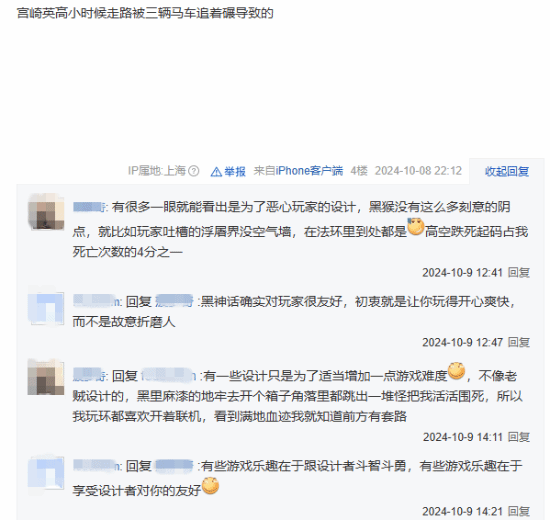 宫崎英高小时候走路被三辆马车追着碾导致的
IP属地:上海 举报 来自iPhone客户端 4楼 2024-10-08 22:12 收起回复
: 有很多一眼就能看出是为了恶心玩家的设计，黑猴没有这么多刻意的阴
点，就比如玩家吐槽的浮屠界没空气墙，在法环里到处都是高空跌死起码占我
死亡次数的4分之一
2024-10-9 12:41 回复
: 回复 :黑神话确实对玩家很友好，初衷就是让你玩得开心爽快，
而不是故意折磨人
2024-10-9 12:47 回复
: 回复 :有一些设计只是为了适当增加一点游戏难度，不像老
贼设计的，黑里麻漆的地牢去开个箱子角落里都跳出一堆怪把我活活围死，所以
我玩环都喜欢开着联机，看到满地血迹我就知道前方有套路
2024-10-9 14:11 回复
: 回复 :有些游戏乐趣在于跟设计者斗智斗勇，有些游戏乐趣在于
享受设计者对你的友好
2024-10-9 14:21 回复